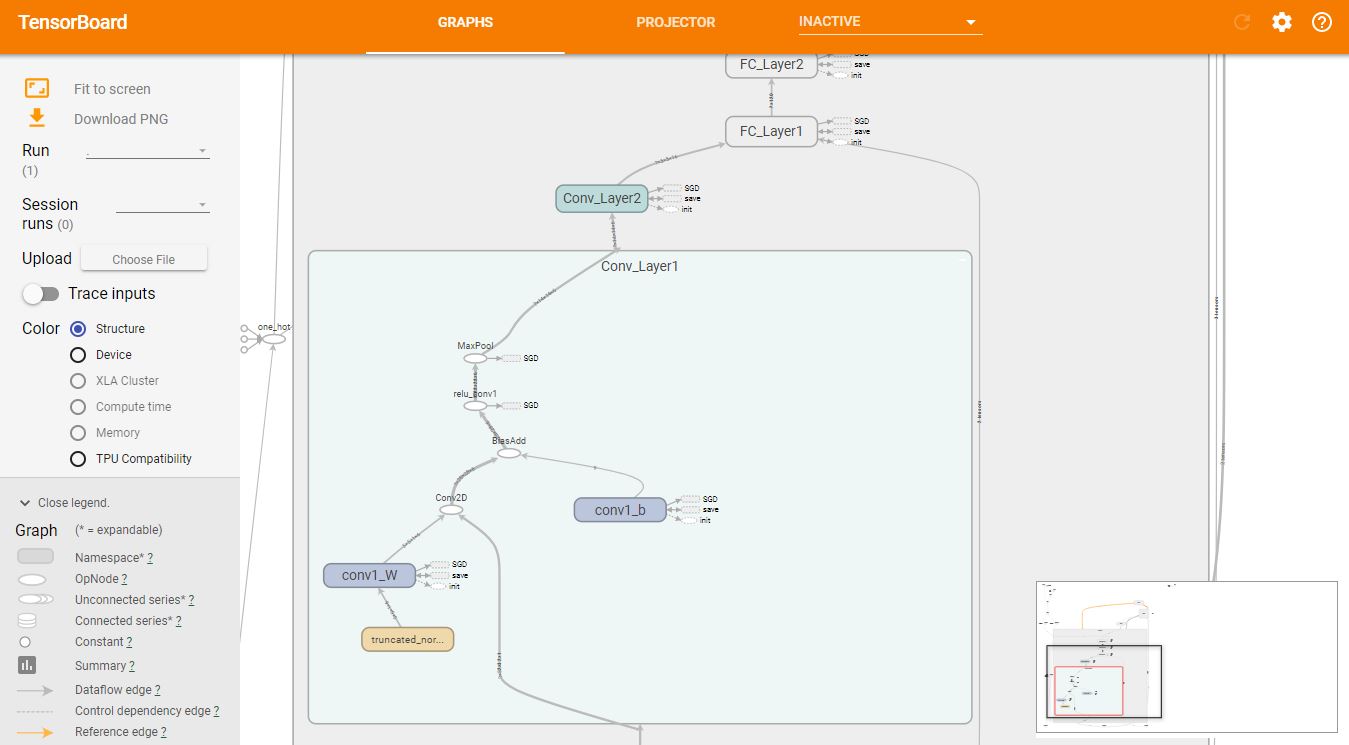 TensorBoard
GRAPHS
PROJECTOR
INACTIVE
Fit to screen
Download PNG
Run
(1)
Session
runs (0)
Upload
Choose File
Trace inputs
Color
Structure
Device
XLA Cluster
Compute time
Memory
TPU Compatibility
Close legend.
Graph
(* = expandable)
Namespace* ?
OpNode ?
Unconnected series* ?
Connected series* ?
Constant ?
Summary ?
Dataflow edge ?
Control dependency edge ?
Reference edge ?
one_hot
FC_Layer2
save
init
FC_Layer1
SGD
save
init
Conv_Layer2
SGD
save
init
Conv_Layer1
MaxPool
SGD
relu_conv1
SGD
BiasAdd
Conv2D
conv1_b
SGD
save
init
conv1_W
SGD
save
init
truncated_nor...